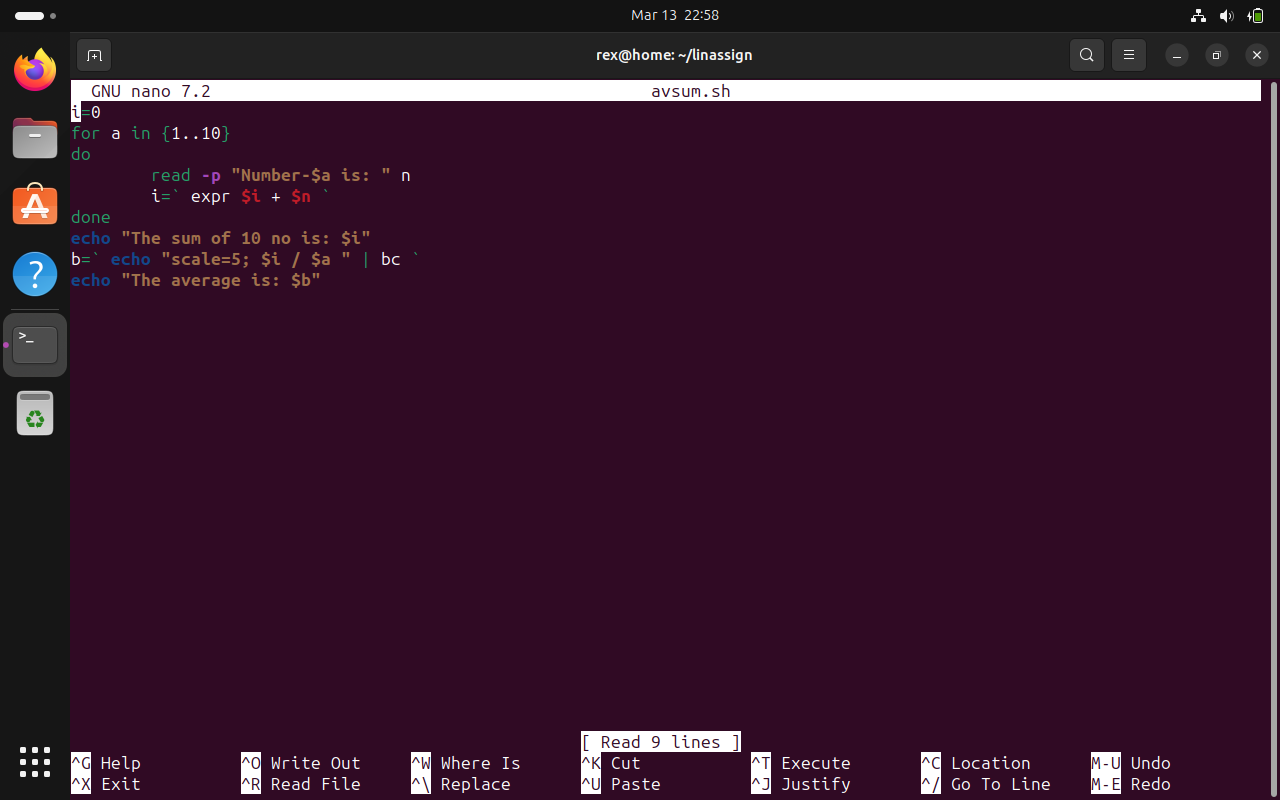 Mar 13 22:58
rex@home: ~/linassign
GNU nano 7.2 avsum.sh
i=0
for a in {1..10}
do
        read -p "Number-$a is: " n
        i=` expr $i + $n `
done
echo "The sum of 10 no is: $i"
b=` echo "scale=5; $i / $a " | bc `
echo "The average is: $b"
[ Read 9 lines ]
^G Help ^O Write Out ^W Where Is ^K Cut ^T Execute ^C Location M-U Undo
^X Exit ^R Read File ^\ Replace ^U Paste ^J Justify ^/ Go To Line M-E Redo